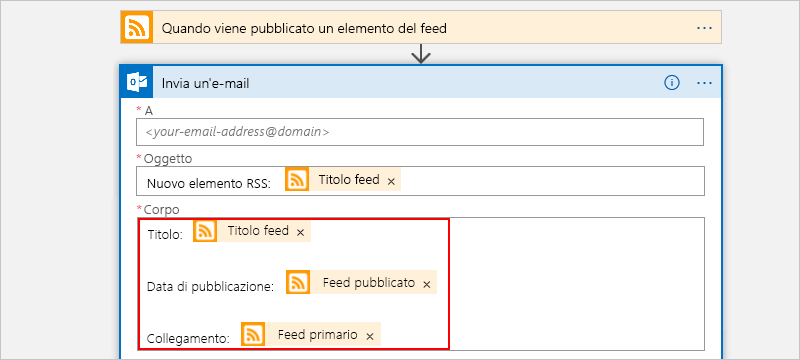 Quando viene pubblicato un elemento del feed ...
Invia un'e-mail ...
* A
<your-email-address@domain>
* Oggetto
Nuovo elemento RSS: Titolo feed ×
* Corpo
Titolo: Titolo feed ×
Data di pubblicazione: Feed pubblicato ×
Collegamento: Feed primario ×